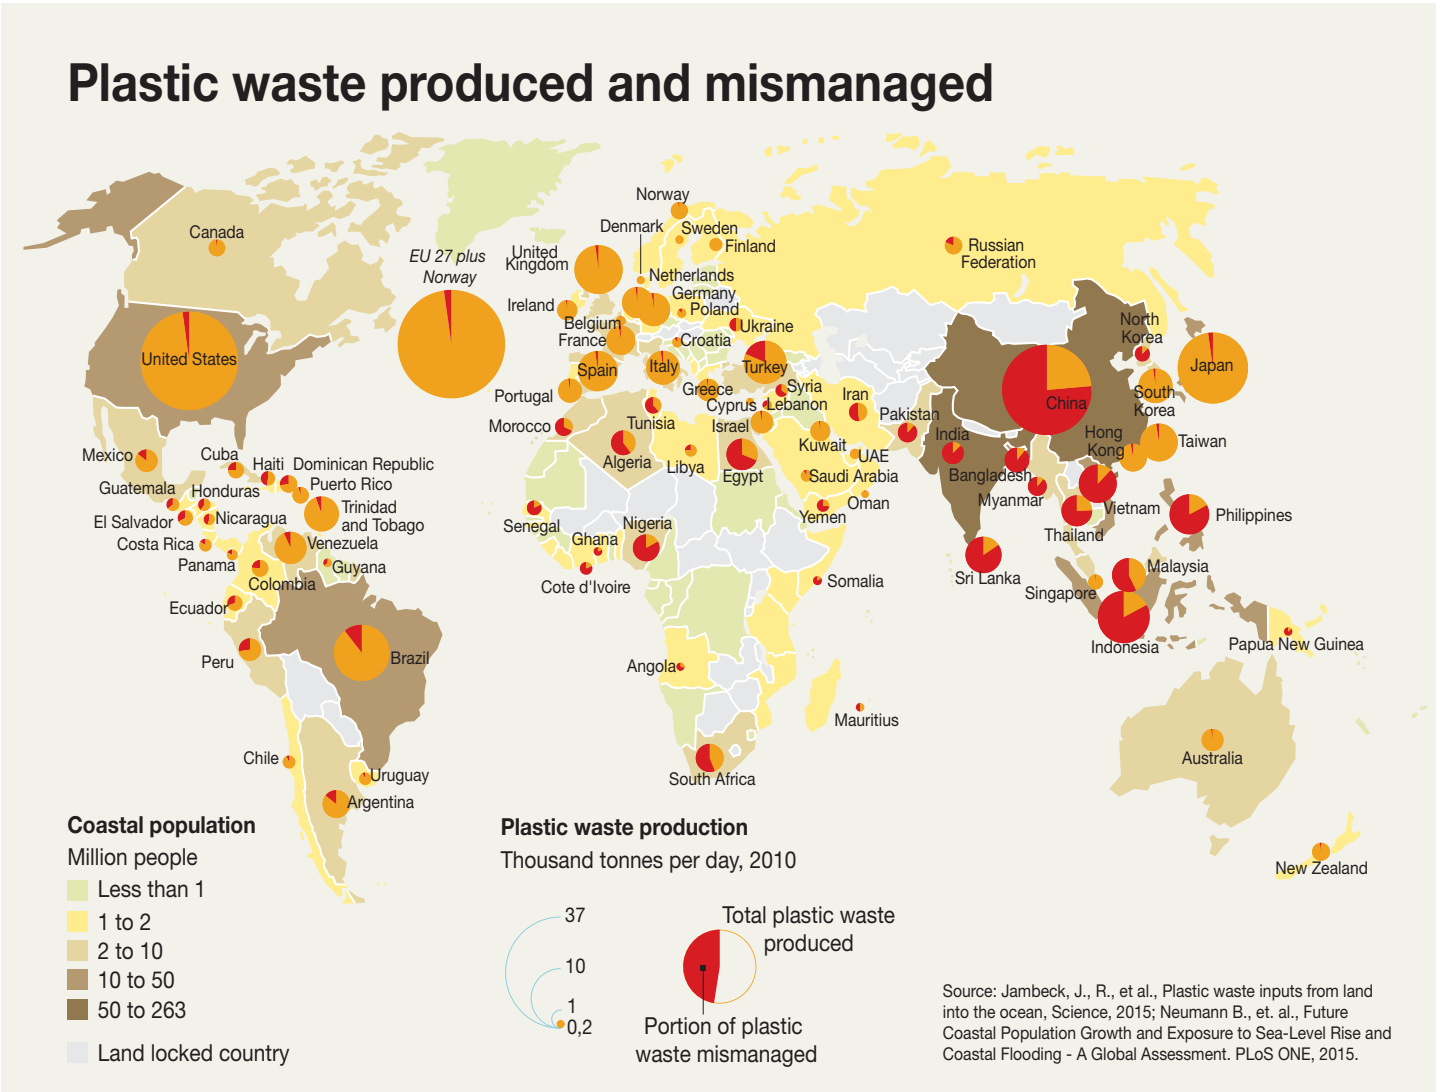 Plastic waste produced and mismanaged
Canada
EU 27 plus
Norway
United States
Norway
Denmark
Sweden
Finland
United
Kingdom
Netherlands
Germany
Poland
Ireland
Belgium
France
Ukraine
Croatia
Spain
Italy
Turkey
Portugal
Greece
Cyprus
Syria
Lebanon
Morocco
Tunisia
Israel
Algeria
Libya
Egypt
Russian
Federation
Iran
Pakistan
Kuwait
UAE
Saudi Arabia
Oman
Yemen
North
Korea
Japan
China
South
Korea
India
Hong
Kong
Taiwan
Bangladesh
Myanmar
Vietnam
Thailand
Philippines
Sri Lanka
Malaysia
Singapore
Indonesia
Papua New Guinea
Mexico
Cuba
Haiti
Dominican Republic
Puerto Rico
Guatemala
Honduras
Trinidad
and Tobago
El Salvador
Nicaragua
Costa Rica
Venezuela
Panama
Guyana
Colombia
Ecuador
Peru
Brazil
Chile
Uruguay
Argentina
Senegal
Nigeria
Ghana
Cote d'Ivoire
Somalia
Angola
Mauritius
South Africa
Australia
New Zealand
Coastal population
Million people
Less than 1
1 to 2
2 to 10
10 to 50
50 to 263
Land locked country
Plastic waste production
Thousand tonnes per day, 2010
37
10
1
0,2
Total plastic waste
produced
Portion of plastic
waste mismanaged
Source: Jambeck, J., R., et al., Plastic waste inputs from land
into the ocean, Science, 2015; Neumann B., et. al., Future
Coastal Population Growth and Exposure to Sea-Level Rise and
Coastal Flooding - A Global Assessment. PLoS ONE, 2015.